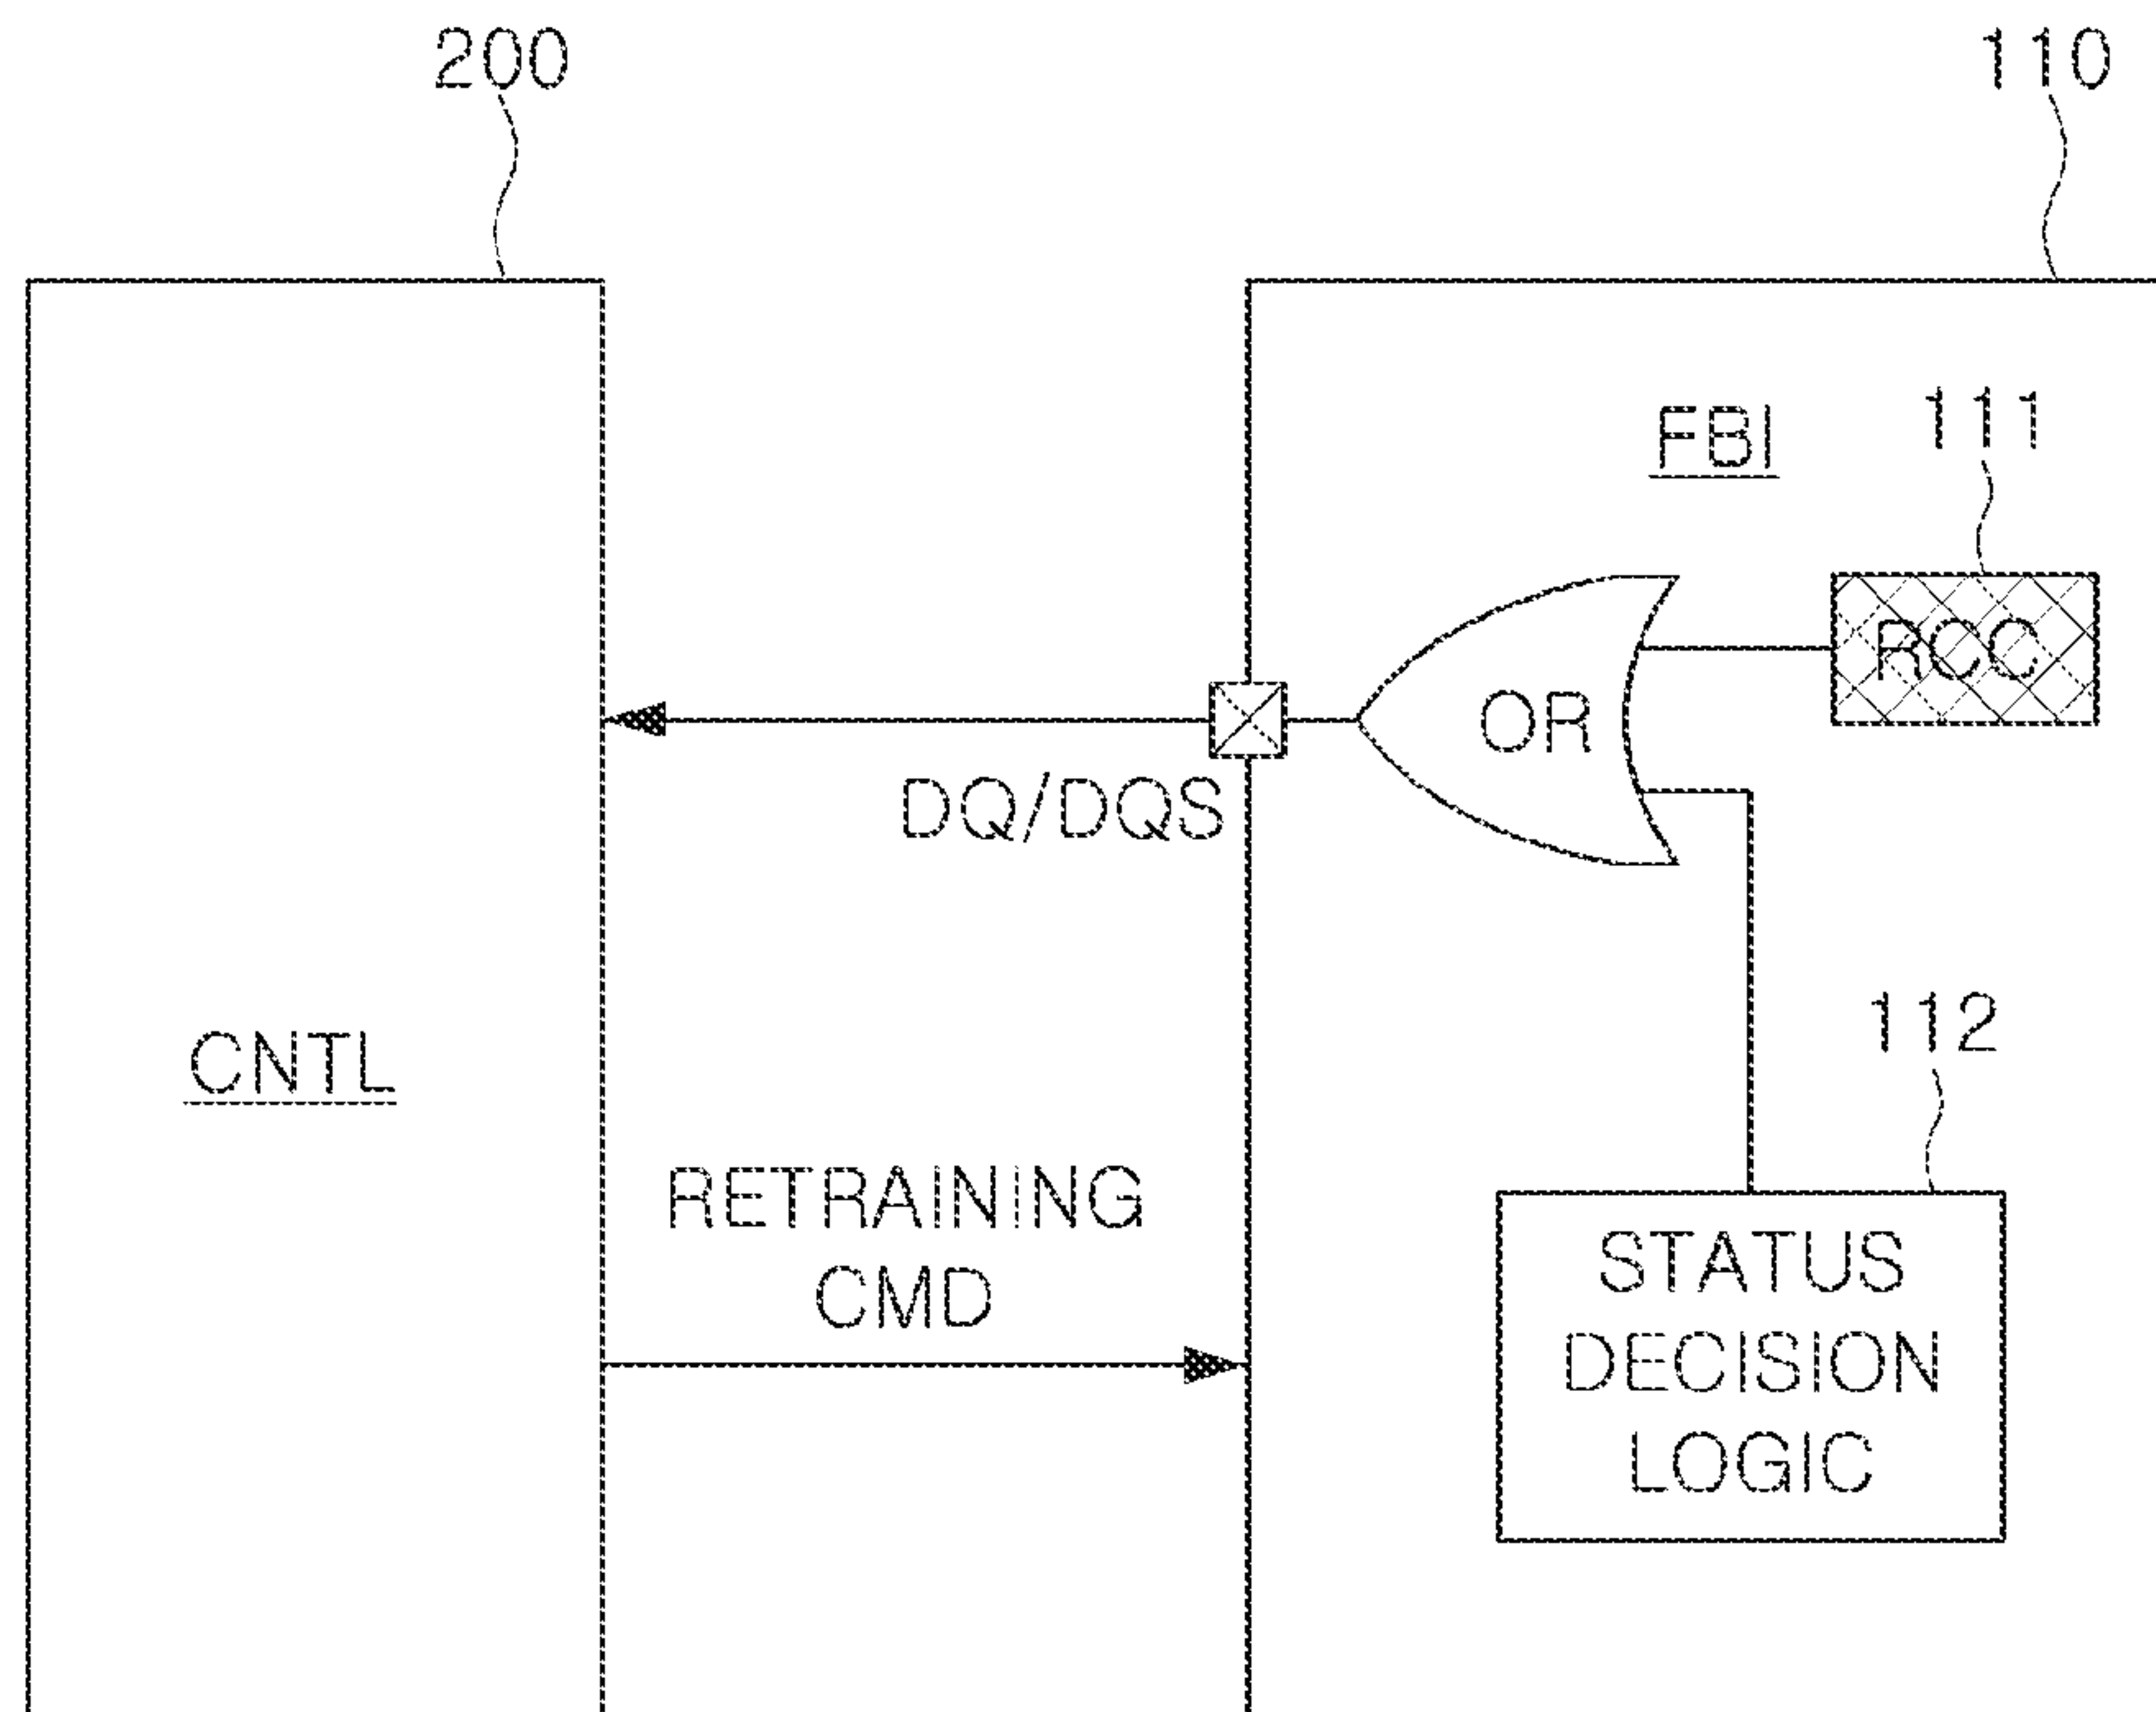 200
110
FBI
111
RCC
OR
DQ/DQS
112
CNTL
RETRAINING
CMD
STATUS
DECISION
LOGIC